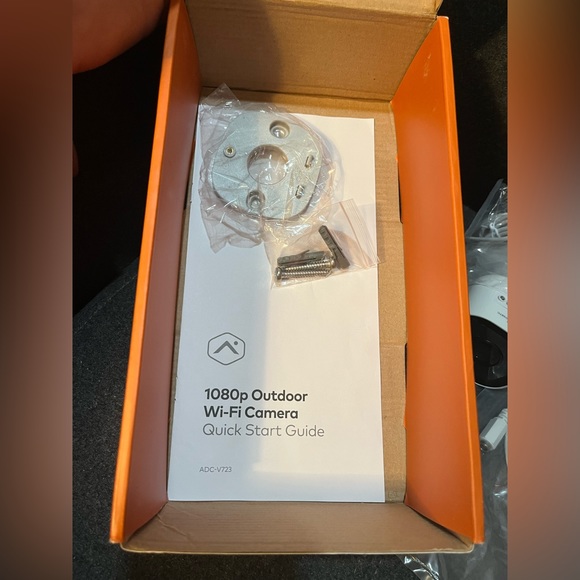 1080p Outdoor
Wi-Fi Camera
Quick Start Guide
ADC-V723